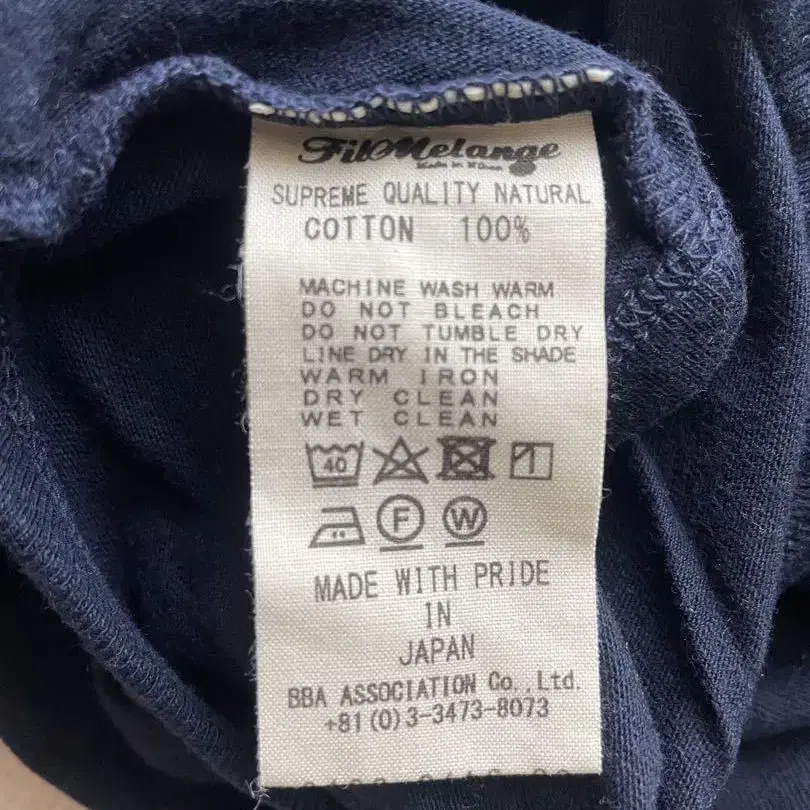 FilMelange
SUPREME QUALITY NATURAL
COTTON 100%
MACHINE WASH WARM
DO NOT BLEACH
DO NOT TUMBLE DRY
LINE DRY IN THE SHADE
WARM IRON
DRY CLEAN
WET CLEAN
40
F W
MADE WITH PRIDE
IN
JAPAN
BBA ASSOCIATION Co.,Ltd.
+81(0)3-3473-8073